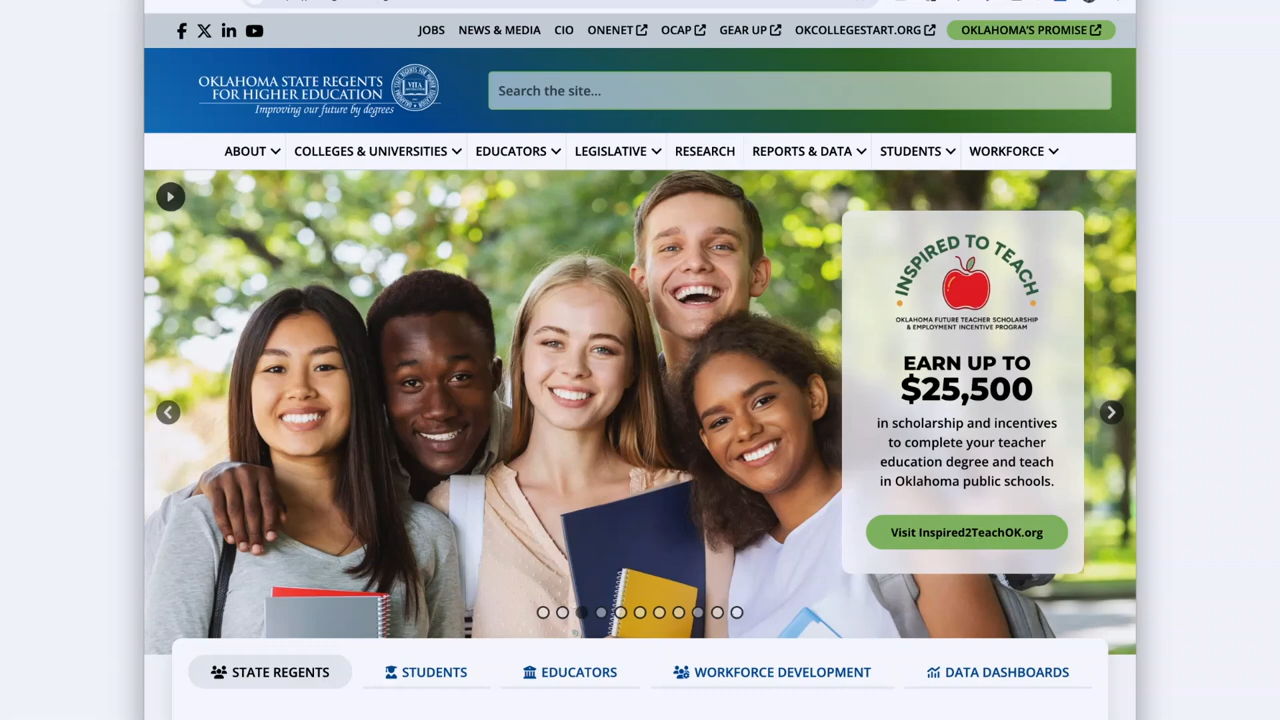 JOBS NEWS & MEDIA CIO ONENET OCAP GEAR UP OKCOLLEGESTART.ORG OKLAHOMA'S PROMISE
OKLAHOMA STATE REGENTS
FOR HIGHER EDUCATION
Improving our future by degrees
Search the site...
ABOUT COLLEGES & UNIVERSITIES EDUCATORS LEGISLATIVE RESEARCH REPORTS & DATA STUDENTS WORKFORCE
INSPIRED TO TEACH
OKLAHOMA FUTURE TEACHER SCHOLARSHIP
& EMPLOYMENT INCENTIVE PROGRAM
EARN UP TO
$25,500
in scholarship and incentives
to complete your teacher
education degree and teach
in Oklahoma public schools.
Visit Inspired2TeachOK.org
STATE REGENTS STUDENTS EDUCATORS WORKFORCE DEVELOPMENT DATA DASHBOARDS